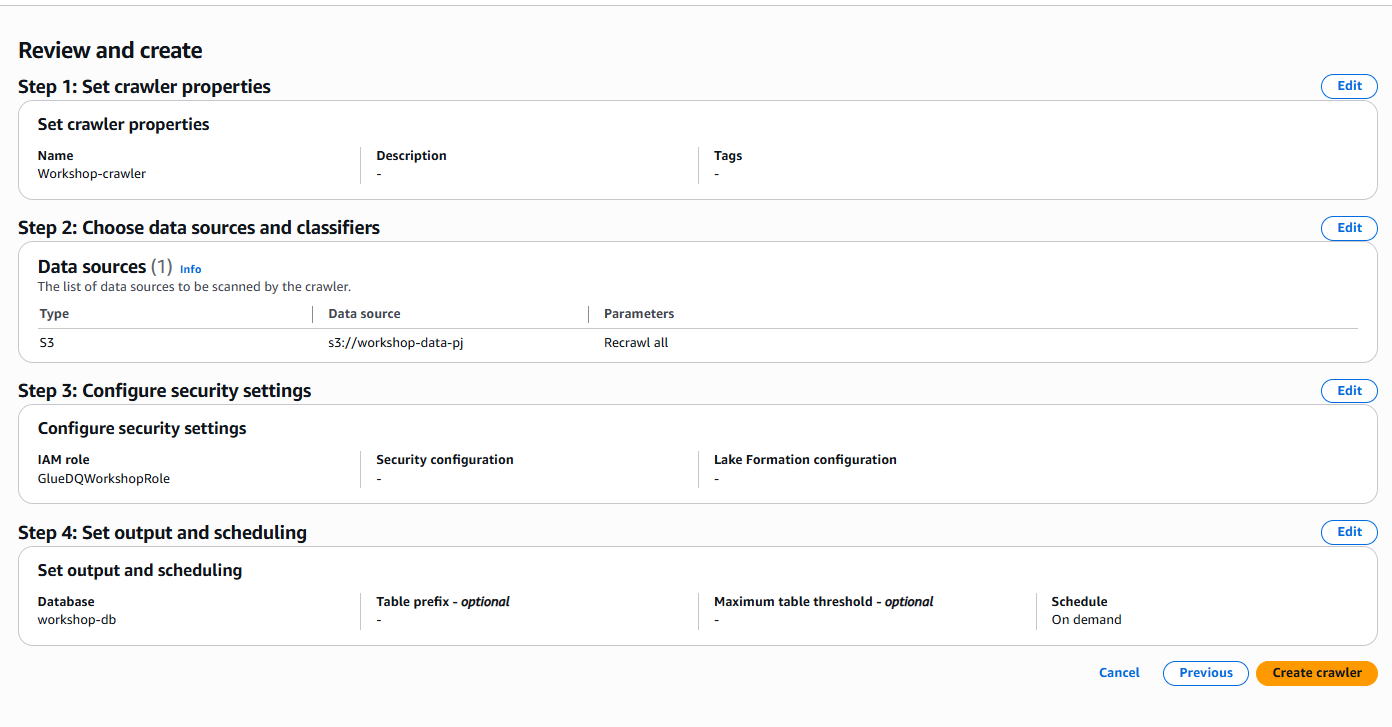 Review and create
Step 1: Set crawler properties
Edit
Set crawler properties
Name
Description
Tags
Workshop-crawler
-
-
Step 2: Choose data sources and classifiers
Edit
Data sources (1) Info
The list of data sources to be scanned by the crawler.
Type
Data source
Parameters
S3
s3://workshop-data-pj
Recrawl all
Step 3: Configure security settings
Edit
Configure security settings
IAM role
Security configuration
Lake Formation configuration
GlueDQWorkshopRole
-
-
Step 4: Set output and scheduling
Edit
Set output and scheduling
Database
Table prefix - optional
Maximum table threshold - optional
Schedule
workshop-db
-
-
On demand
Cancel
Previous
Create crawler